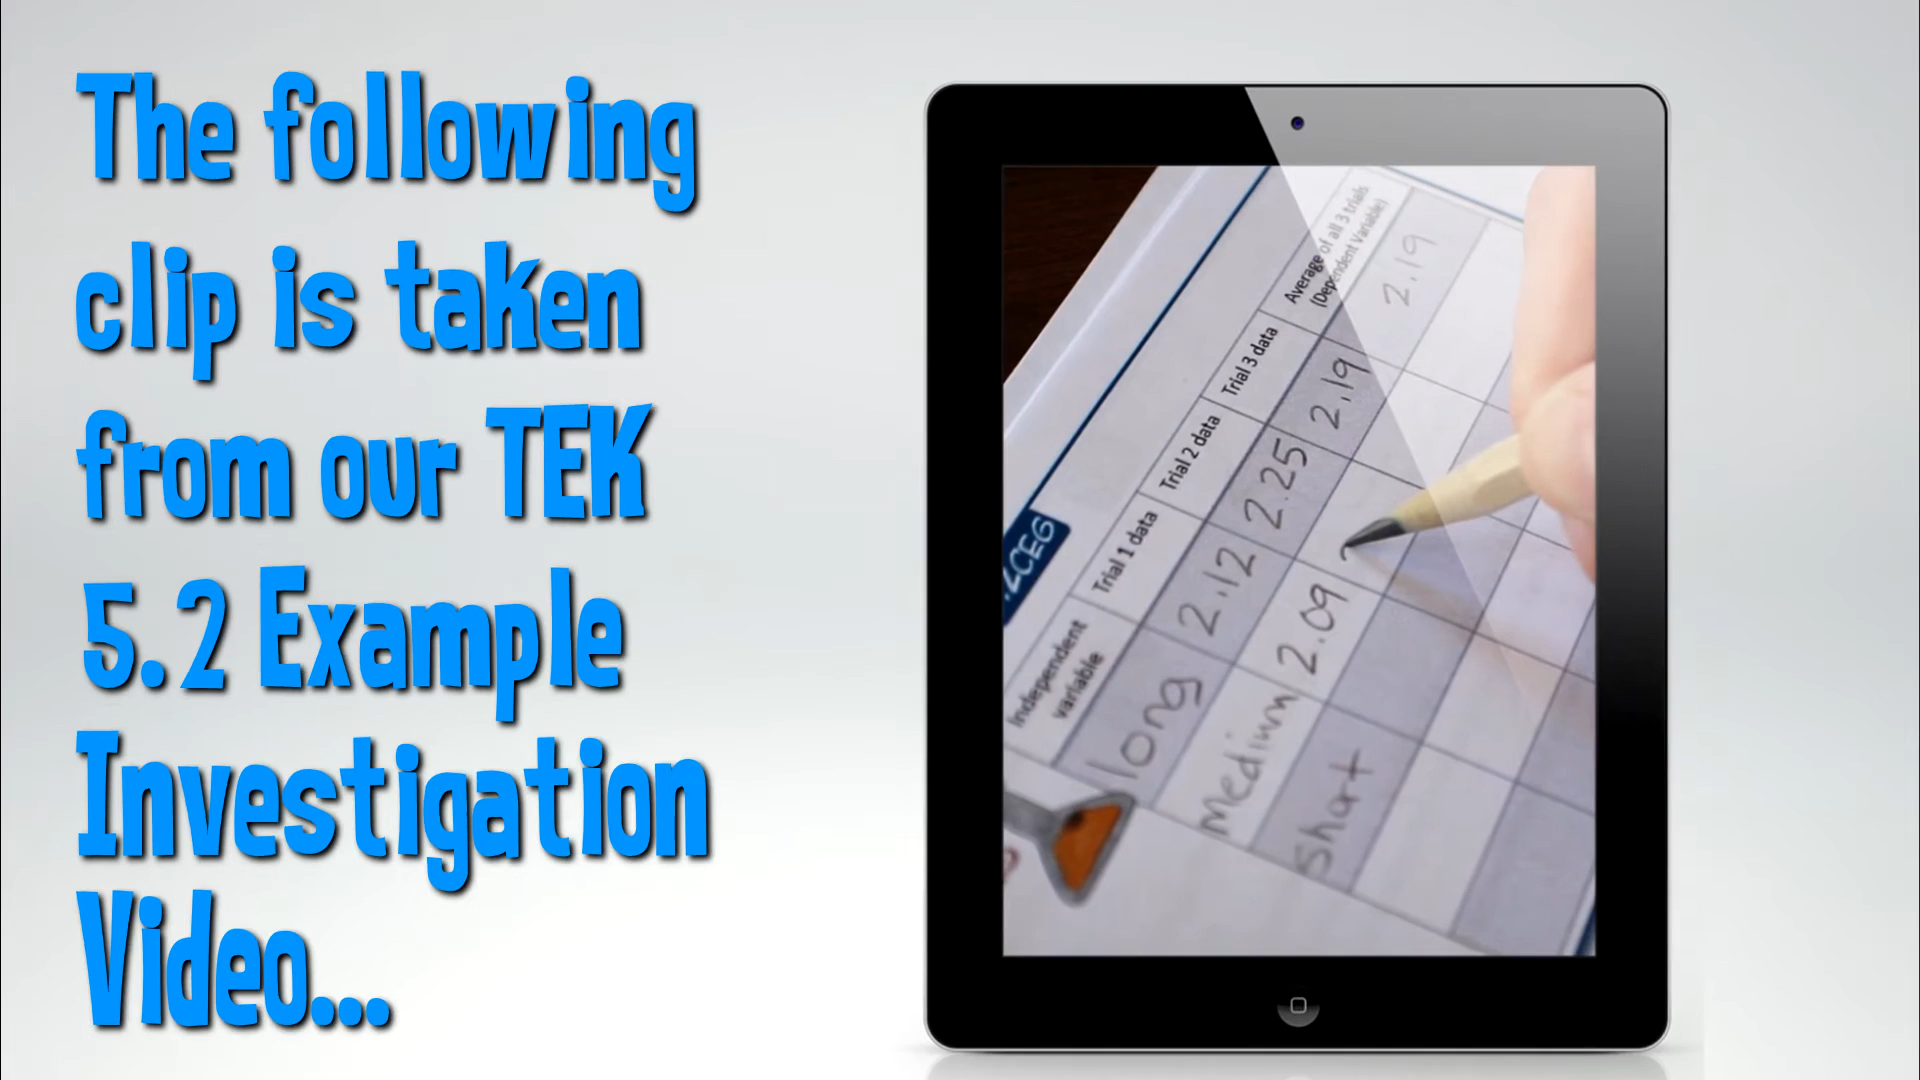 The following
clip is taken
from our TEK
5.2 Example
Investigation
Video...
Independent
variable
Trial 1 data
Trial 2 data
Trial 3 data
Average of all 3 trials
(Dependent Variable)
long 2.12 2.25 2.19 2.19
medium 2.09
short